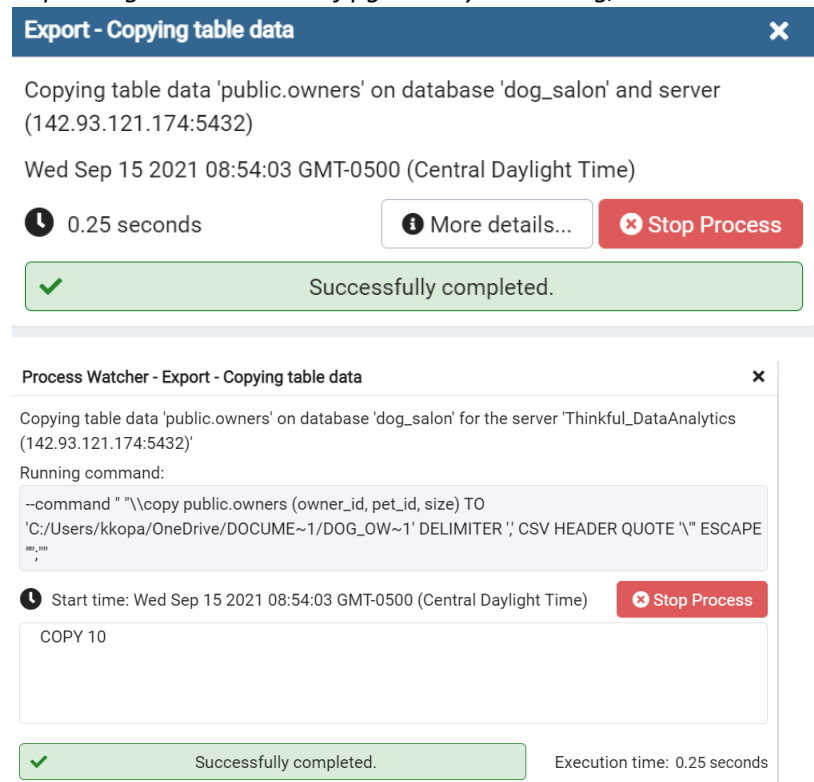 Export - Copying table data
Copying table data 'public.owners' on database 'dog_salon' and server
(142.93.121.174:5432)
Wed Sep 15 2021 08:54:03 GMT-0500 (Central Daylight Time)
0.25 seconds
More details...
Stop Process
Successfully completed.
Process Watcher - Export - Copying table data
Copying table data 'public.owners' on database 'dog_salon' for the server 'Thinkful_DataAnalytics
(142.93.121.174:5432)'
Running command:
--command " "\\copy public.owners (owner_id, pet_id, size) TO
'C:/Users/kkopa/OneDrive/DOCUME~1/DOG_OW~1' DELIMITER ',' CSV HEADER QUOTE '\"' ESCAPE
'"';""
Start time: Wed Sep 15 2021 08:54:03 GMT-0500 (Central Daylight Time)
Stop Process
COPY 10
Successfully completed.
Execution time: 0.25 seconds